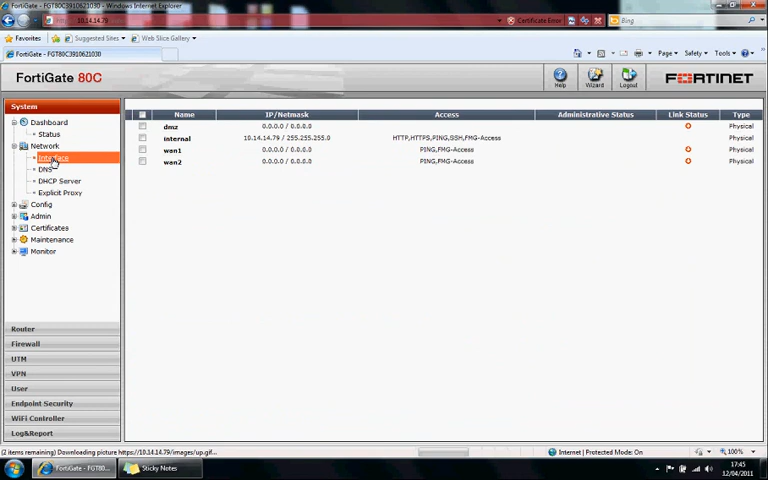 FortiGate - FGT80C3910621030 - Windows Internet Explorer
10.14.14.79
Certificate Error
Bing
Favorites
Suggested Sites
Web Slice Gallery
FortiGate - FGT80C3910621030
Page
Safety
Tools
FortiGate 80C
Help
Wizard
Logout
FORTINET
System
Dashboard
Status
Network
Interface
DNS
DHCP Server
Explicit Proxy
Config
Admin
Certificates
Maintenance
Monitor
Router
Firewall
UTM
VPN
User
Endpoint Security
WiFi Controller
Log&Report
Name IP/Netmask Access Administrative Status Link Status Type
dmz 0.0.0.0 / 0.0.0.0 Physical
internal 10.14.14.79 / 255.255.255.0 HTTP,HTTPS,PING,SSH,FMG-Access Physical
wan1 0.0.0.0 / 0.0.0.0 PING,FMG-Access Physical
wan2 0.0.0.0 / 0.0.0.0 PING,FMG-Access Physical
(2 items remaining) Downloading picture https://10.14.14.79/images/up.gif...
Internet | Protected Mode: On
100%
FortiGate - FGT80...
Sticky Notes
17:45
12/04/2011